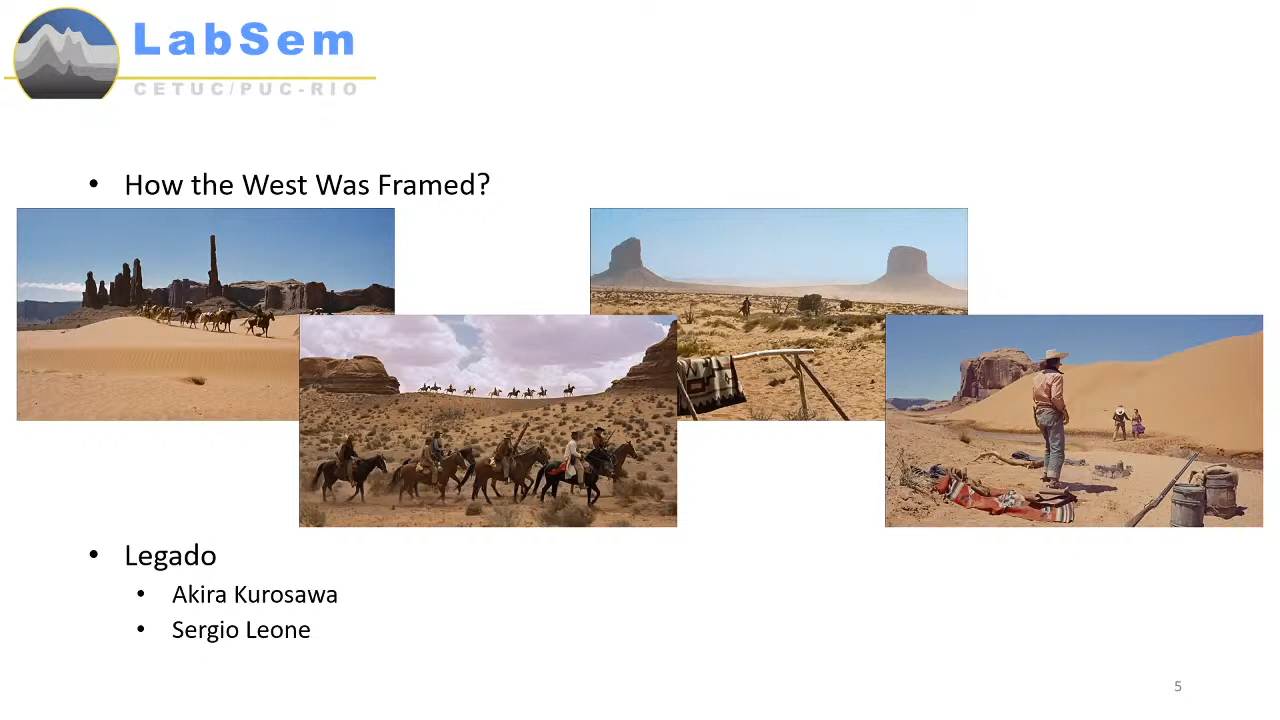 LabSem
CETUC/PUC-RIO
• How the West Was Framed?
• Legado
• Akira Kurosawa
• Sergio Leone
5